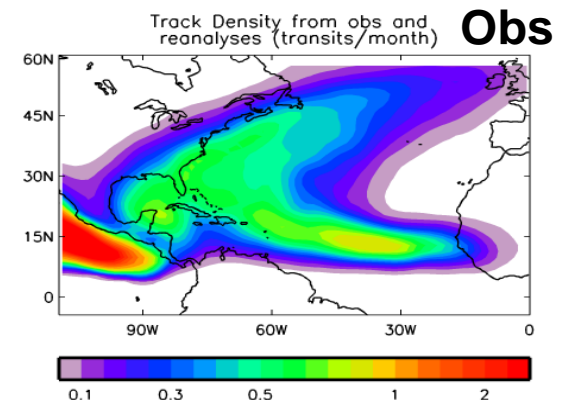 Track Density from obs and
reanalyses (transits/month)
Obs
60N
45N
30N
15N
0
90W 60W 30W 0
0.1 0.3 0.5 1 2